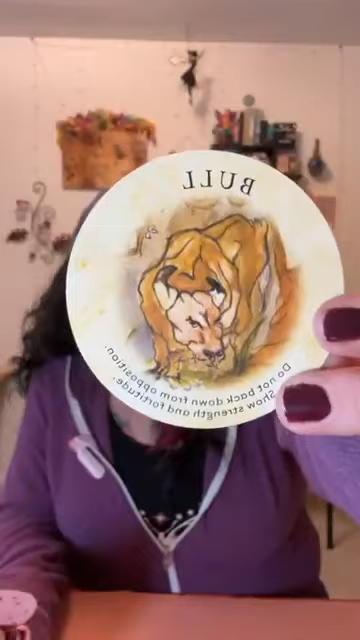 BULL
Do not back down from opposition.
Show strength and fortitude.